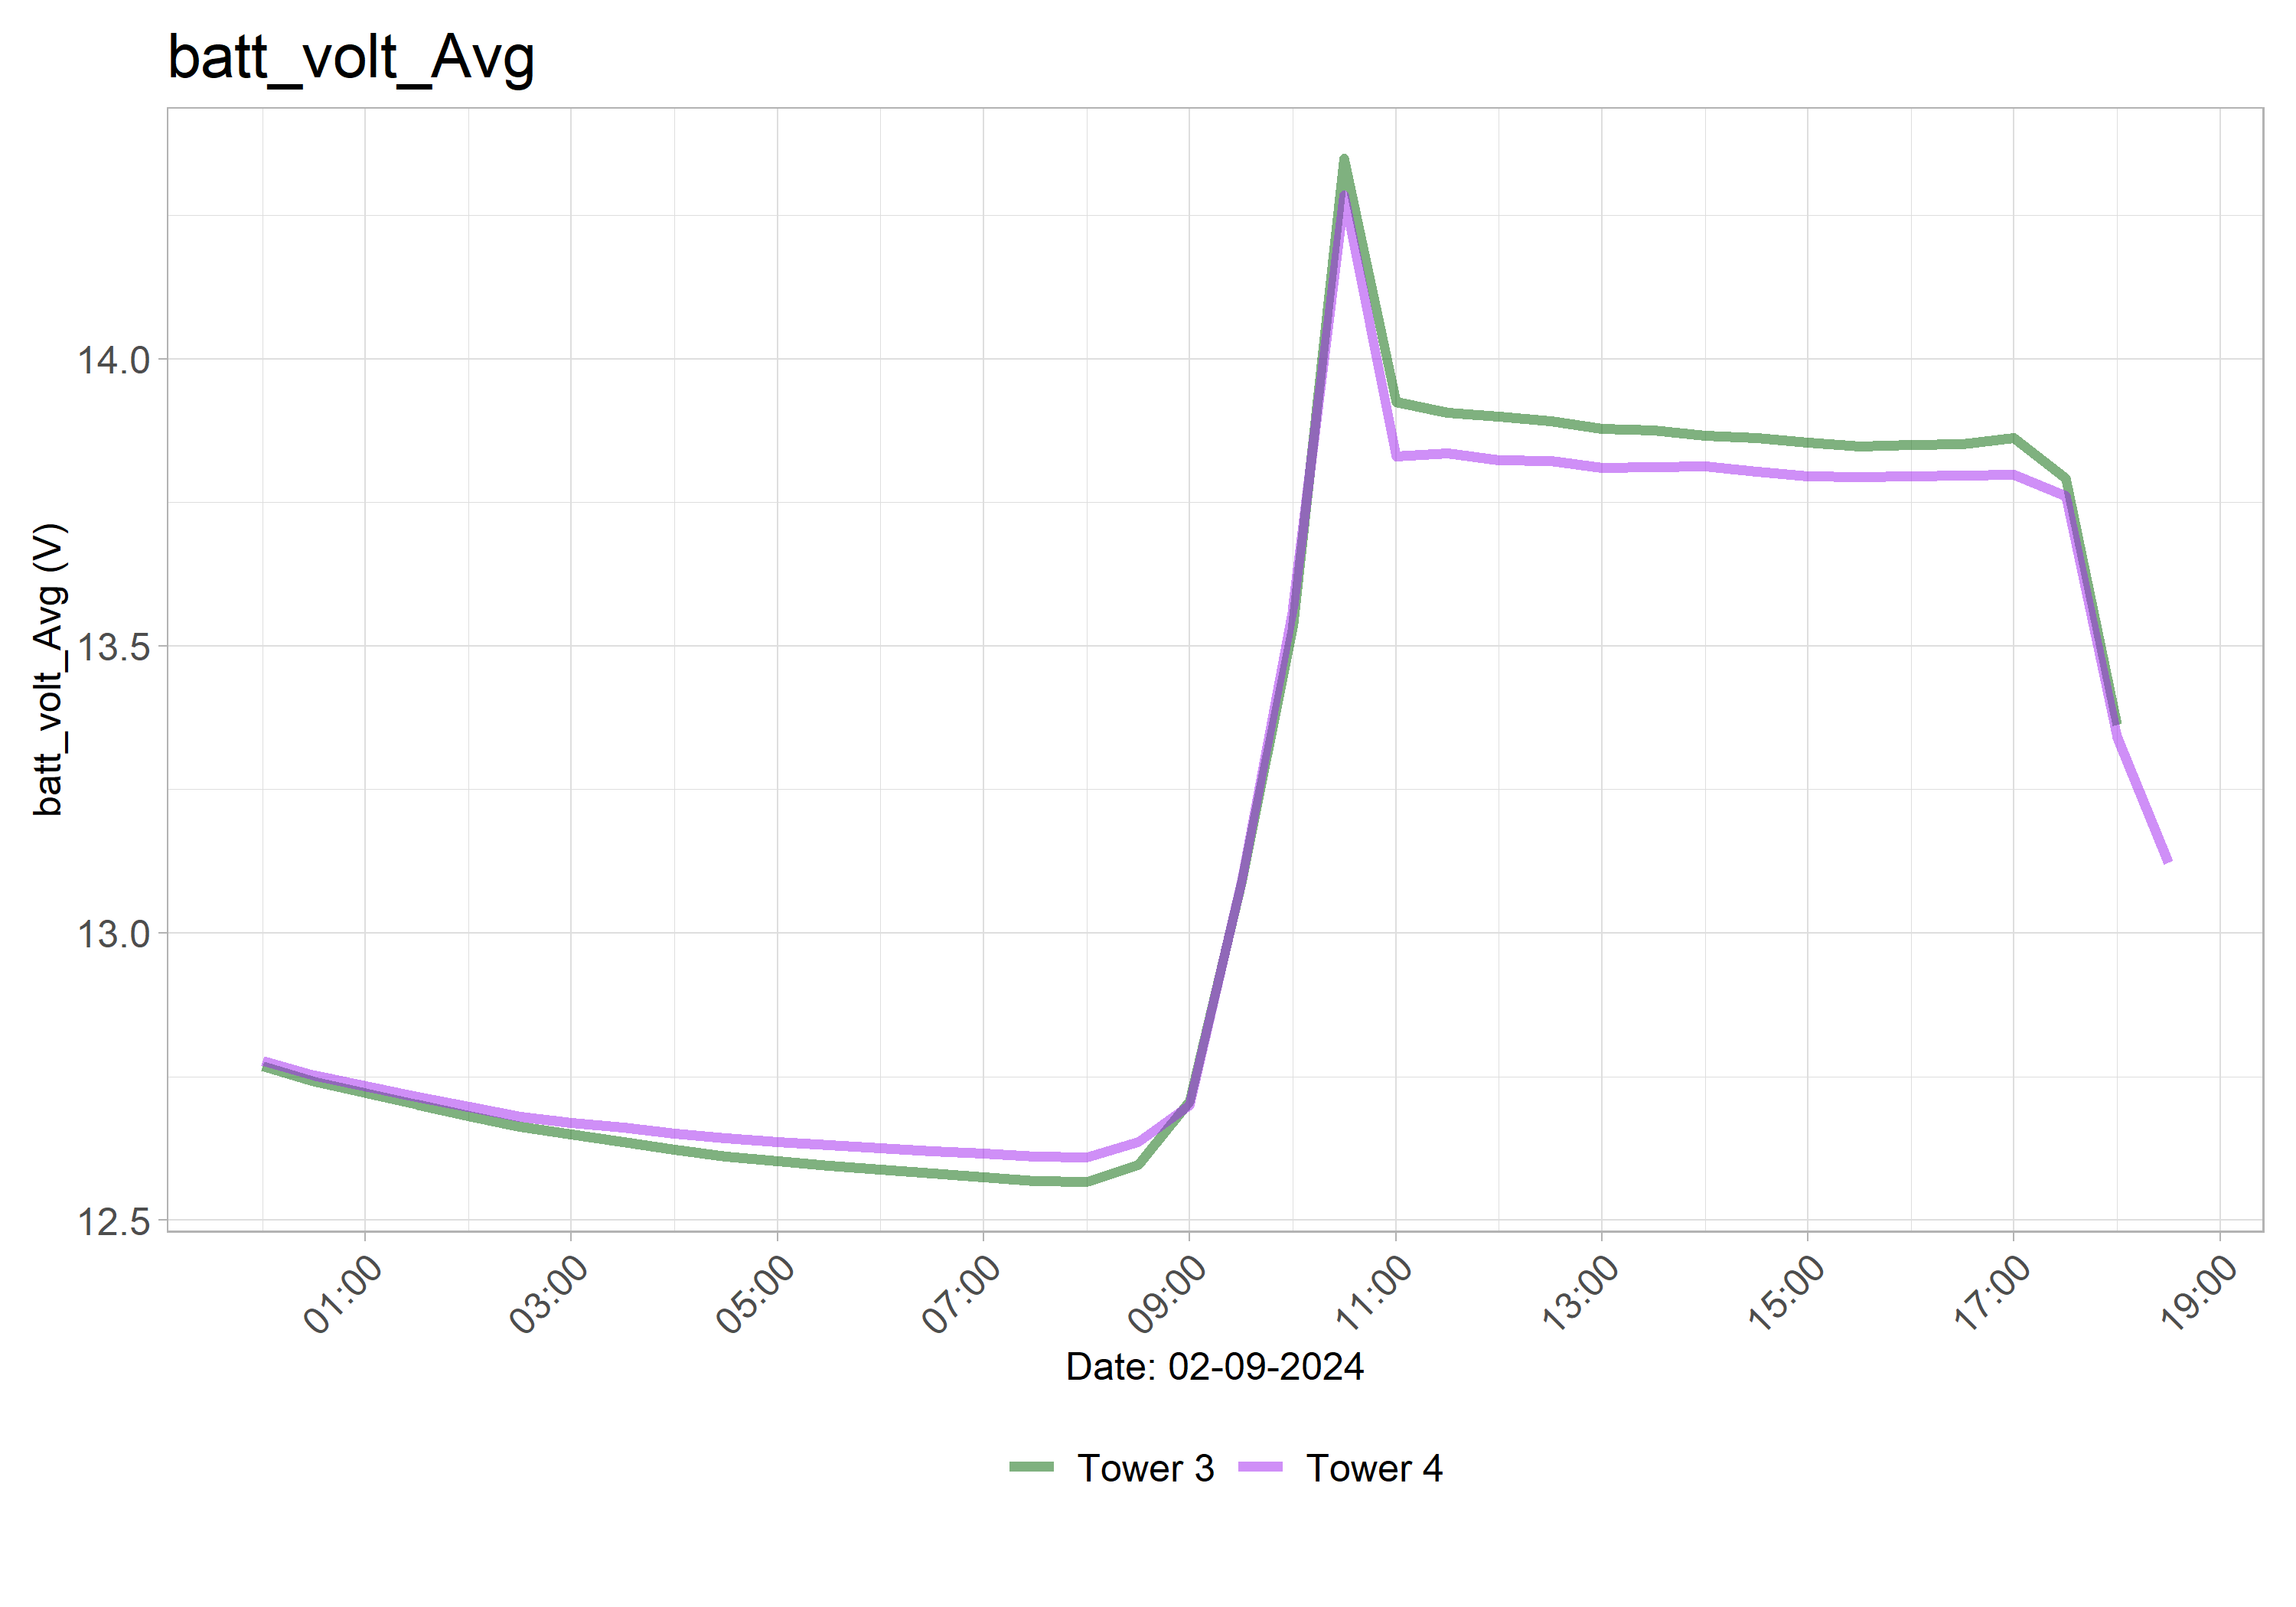 batt_volt_Avg
batt_volt_Avg (V)
14.0
13.5
13.0
12.5
01:00 03:00 05:00 07:00 09:00 11:00 13:00 15:00 17:00 19:00
Date: 02-09-2024
Tower 3 Tower 4